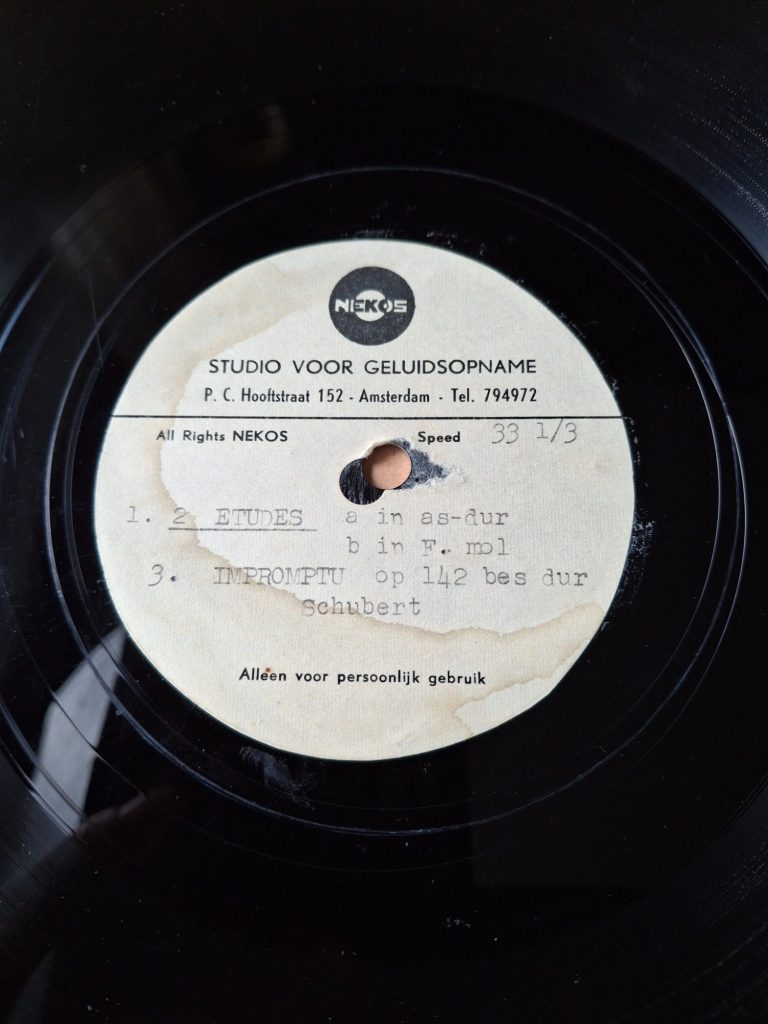 NEKOS
STUDIO VOOR GELUIDSOPNAME
P. C. Hooftstraat 152 - Amsterdam - Tel. 794972
All Rights NEKOS Speed 33 1/3
1. 2 ETUDES a in as-dur
b in F. mol
3. IMPROMPTU op 142 bes dur
Schubert
Alleen voor persoonlijk gebruik